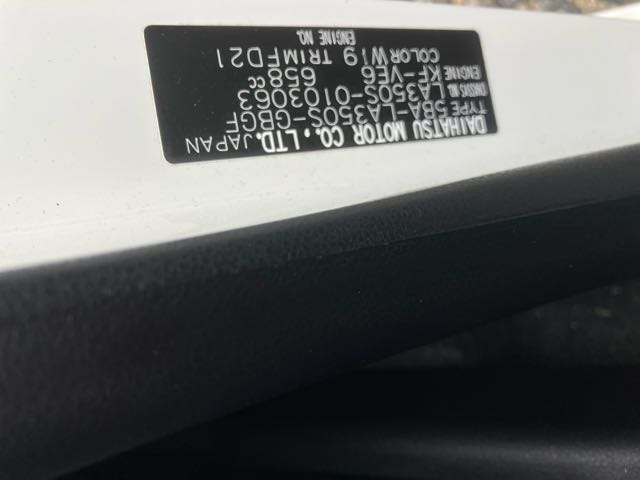 DAIHATSU MOTOR CO., LTD. JAPAN
TYPE 5BA-LA350S-GBGF
CHASSIS NO. LA350S-0103063
ENGINE KF-VE6 658cc
COLOR W19 TRIM FD21
ENGINE NO.